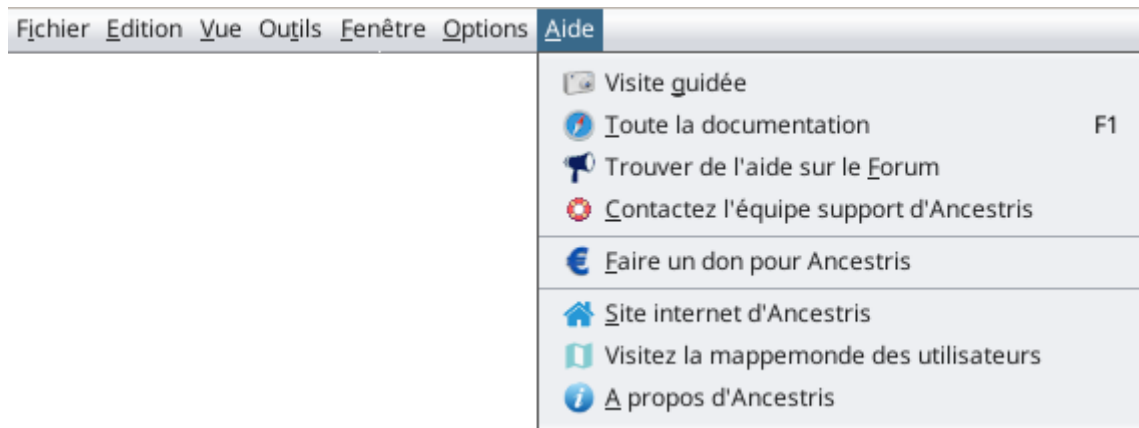 Fichier Edition Vue Outils Fenêtre Options Aide
Visite guidée
Toute la documentation F1
Trouver de l'aide sur le Forum
Contactez l'équipe support d'Ancestris
Faire un don pour Ancestris
Site internet d'Ancestris
Visitez la mappemonde des utilisateurs
A propos d'Ancestris